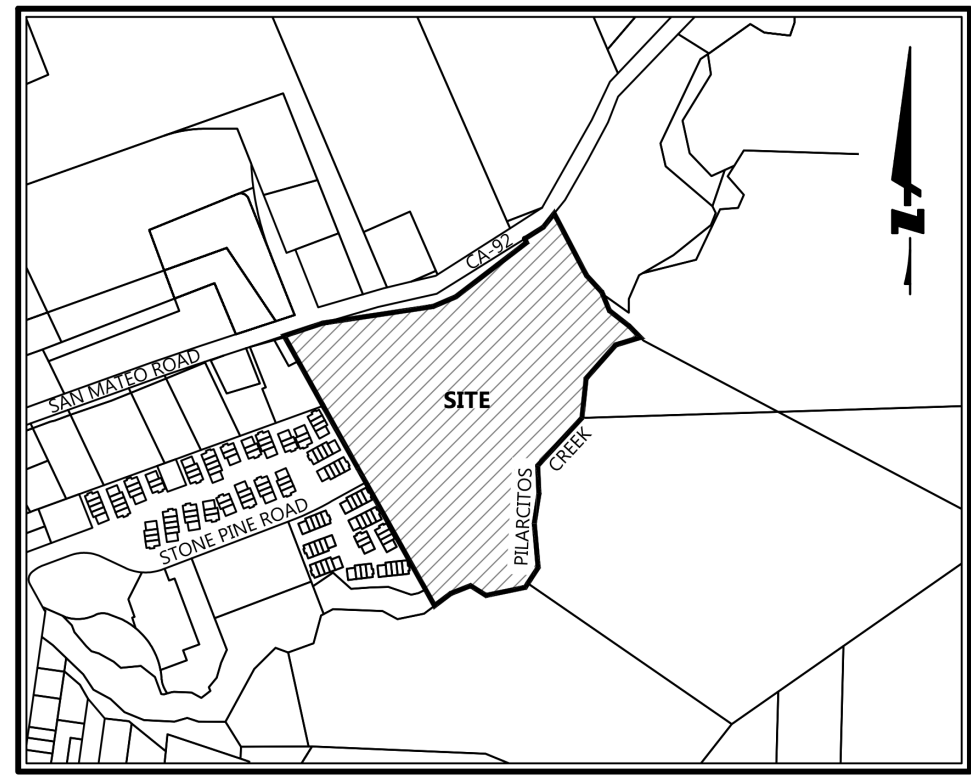 CA-92
SAN MATEO ROAD
SITE
PILARCITOS
CREEK
STONE PINE ROAD